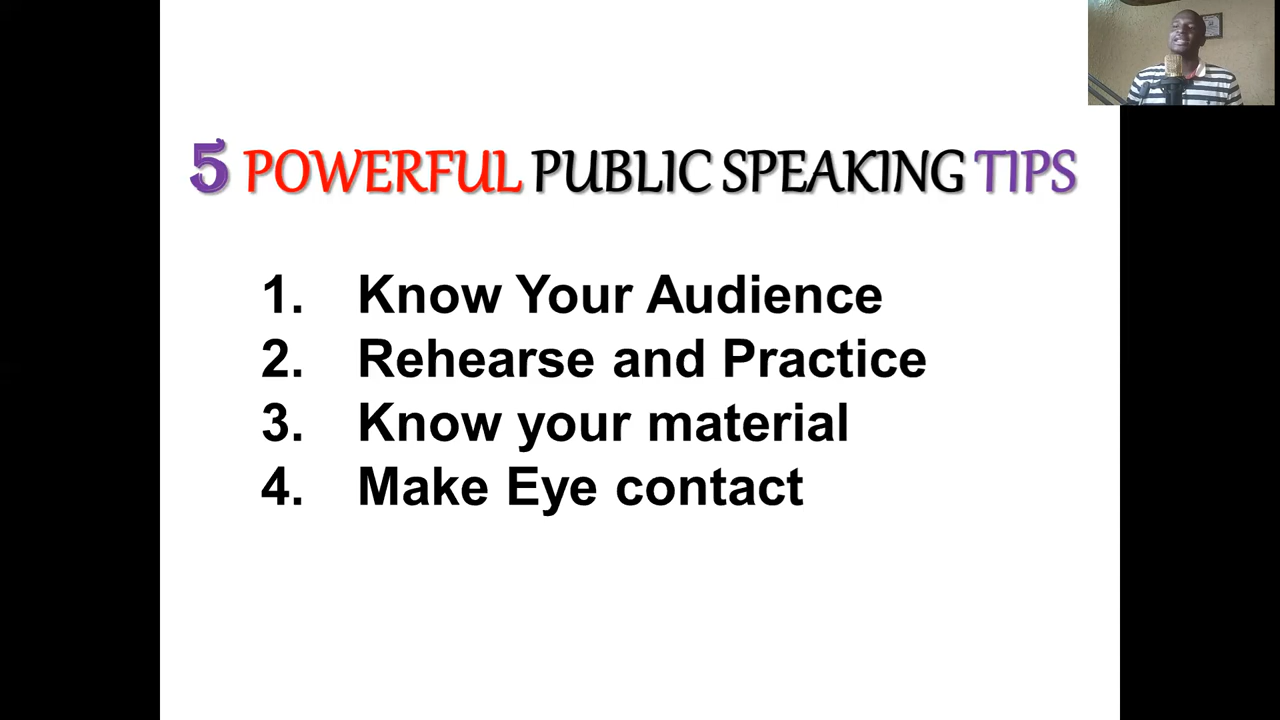 5 POWERFUL PUBLIC SPEAKING TIPS
1. Know Your Audience
2. Rehearse and Practice
3. Know your material
4. Make Eye contact